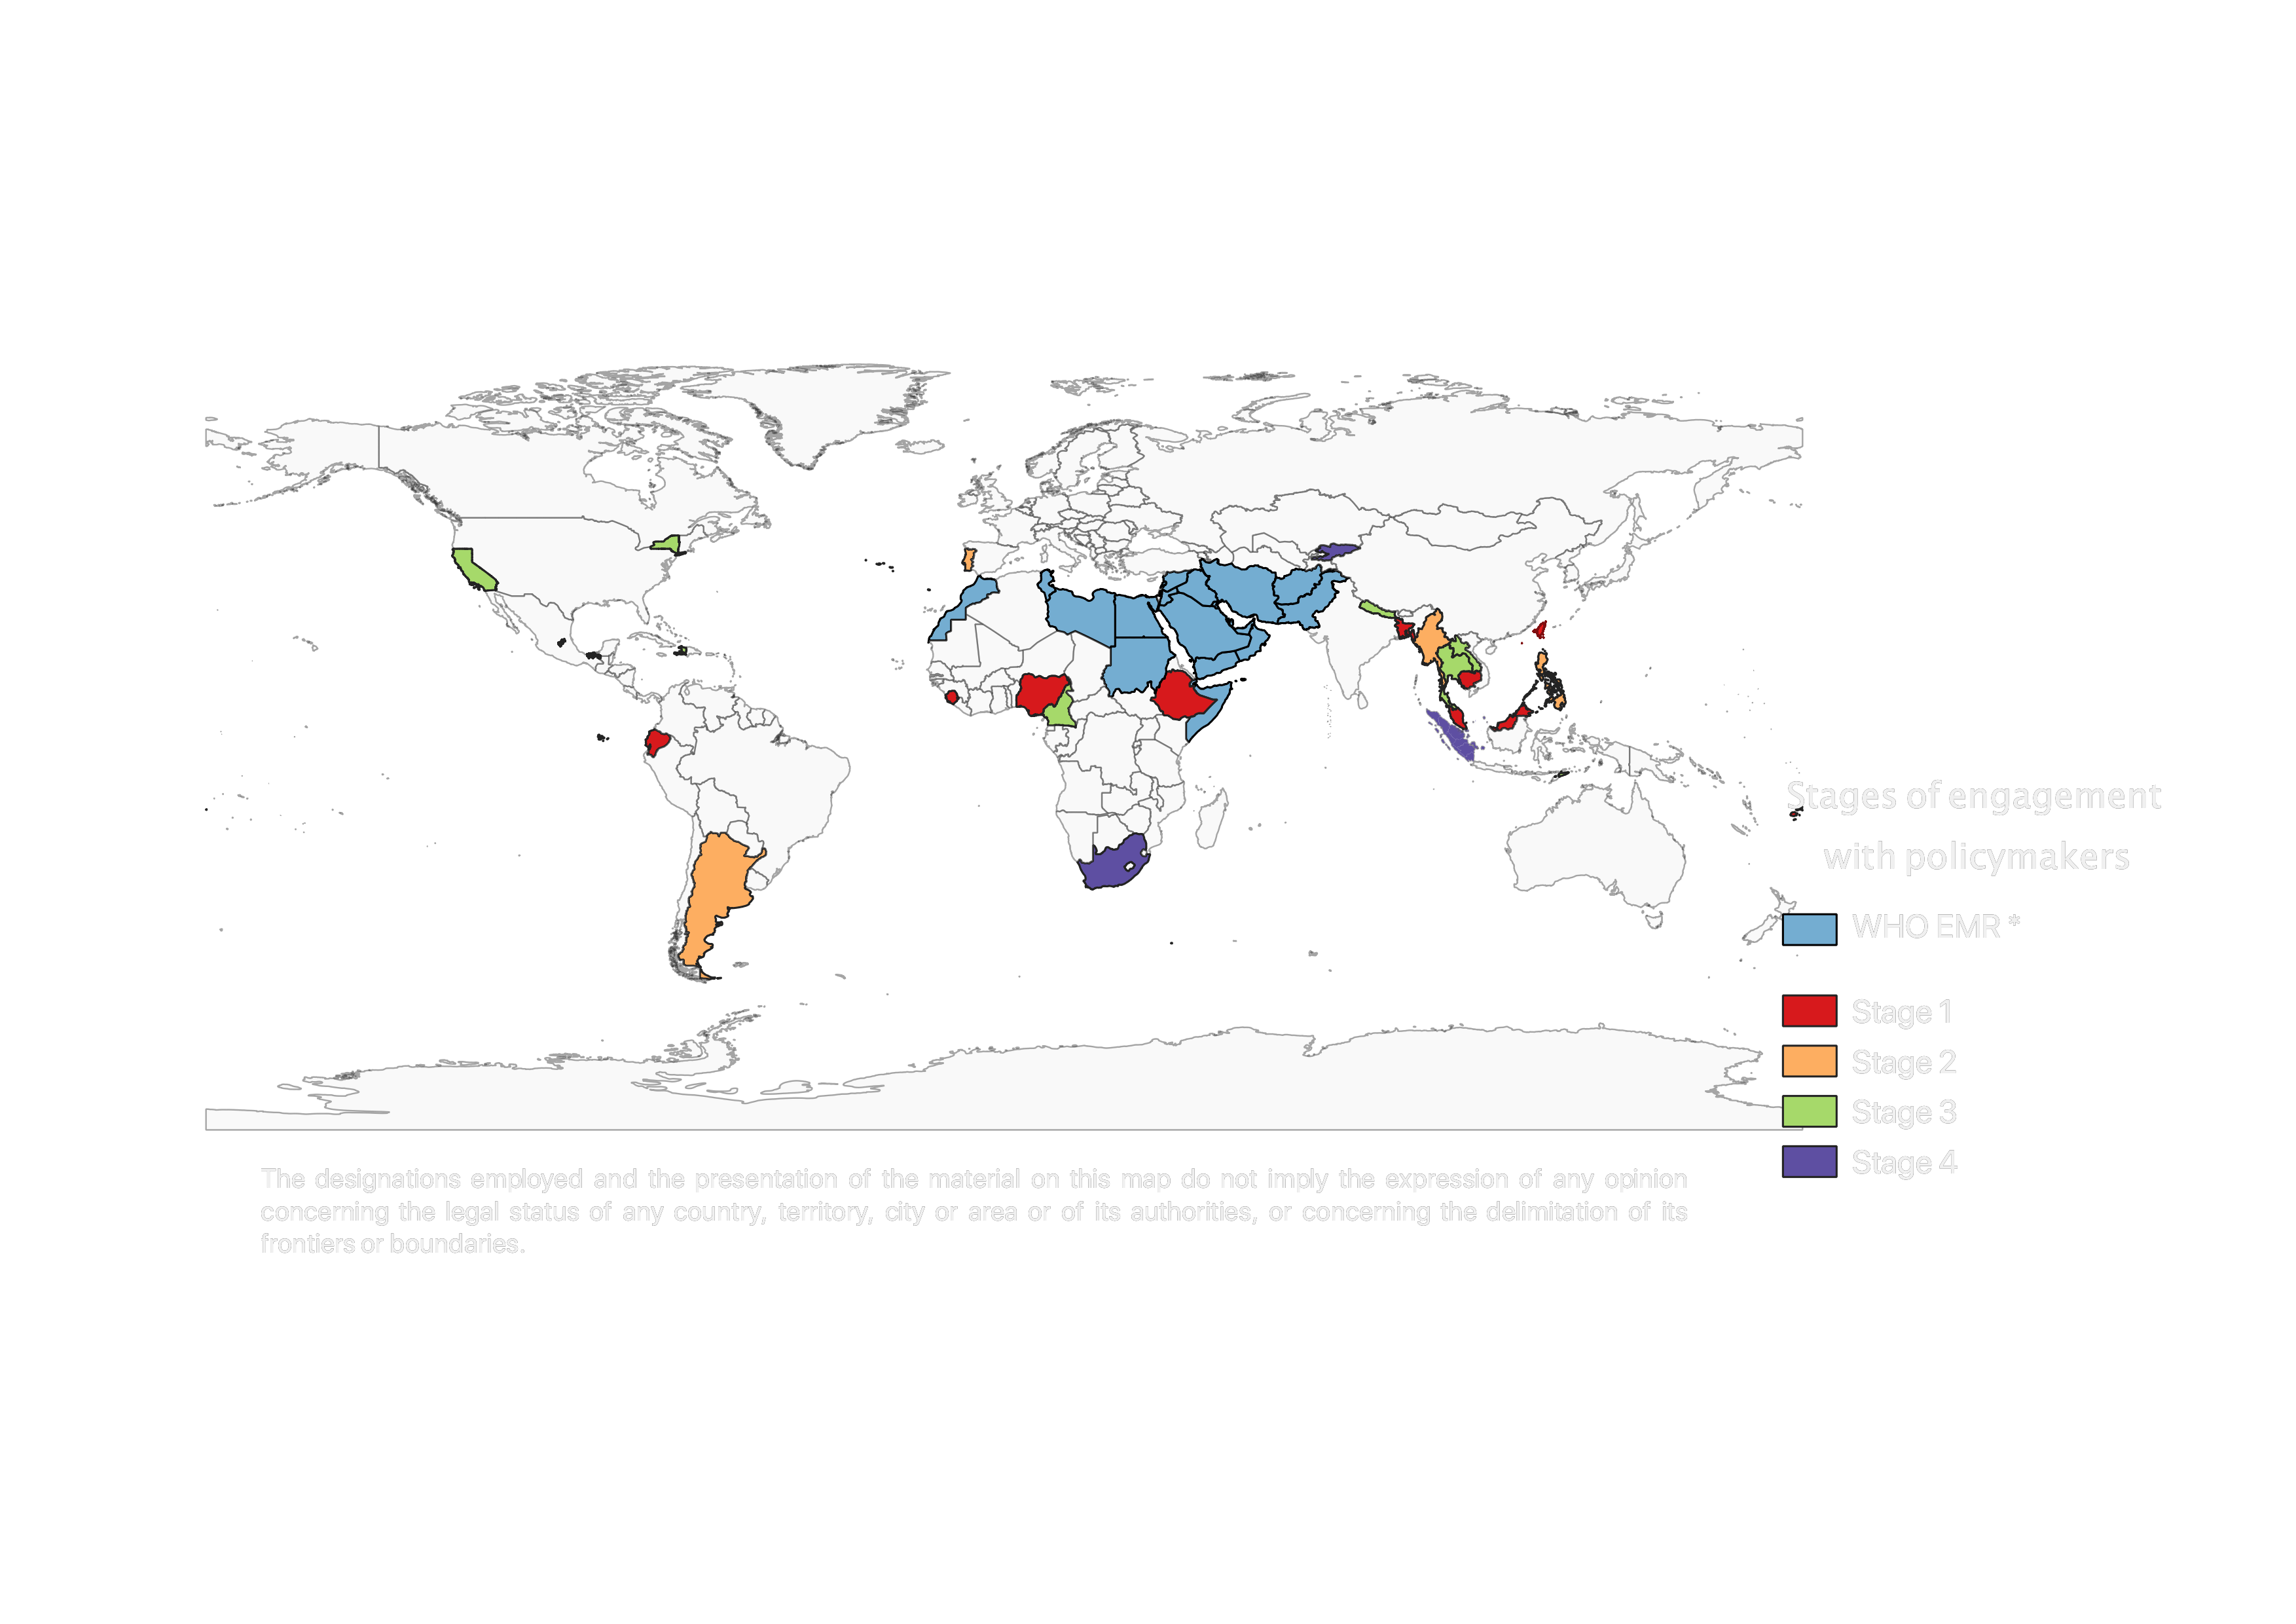 Stages of engagement
with policymakers
WHO EMR *
Stage 1
Stage 2
Stage 3
Stage 4
The designations employed and the presentation of the material on this map do not imply the expression of any opinion
concerning the legal status of any country, territory, city or area or of its authorities, or concerning the delimitation of its
frontiers or boundaries.